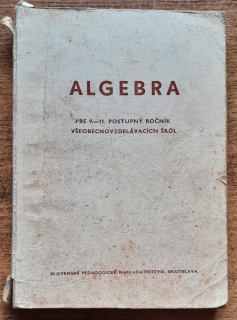 ALGEBRA
PRE 9.—11. POSTUPNÝ ROČNÍK
VŠEOBECNOVZDELÁVACÍCH ŠKÔL
SLOVENSKÉ PEDAGOGICKÉ NAKLADATEĽSTVO, BRATISLAVA